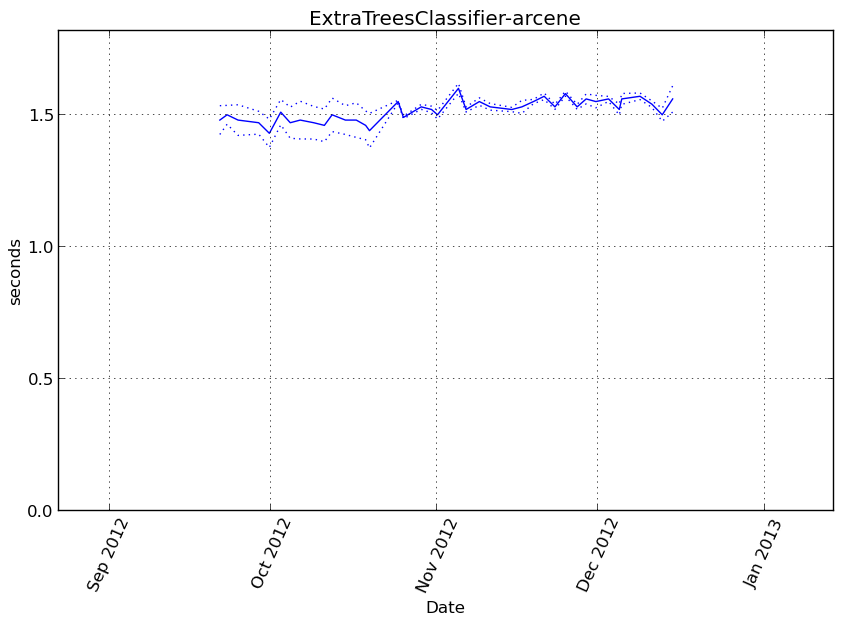 ExtraTreesClassifier-arcene
seconds
1.5
1.0
0.5
0.0
Sep 2012
Oct 2012
Nov 2012
Dec 2012
Jan 2013
Date